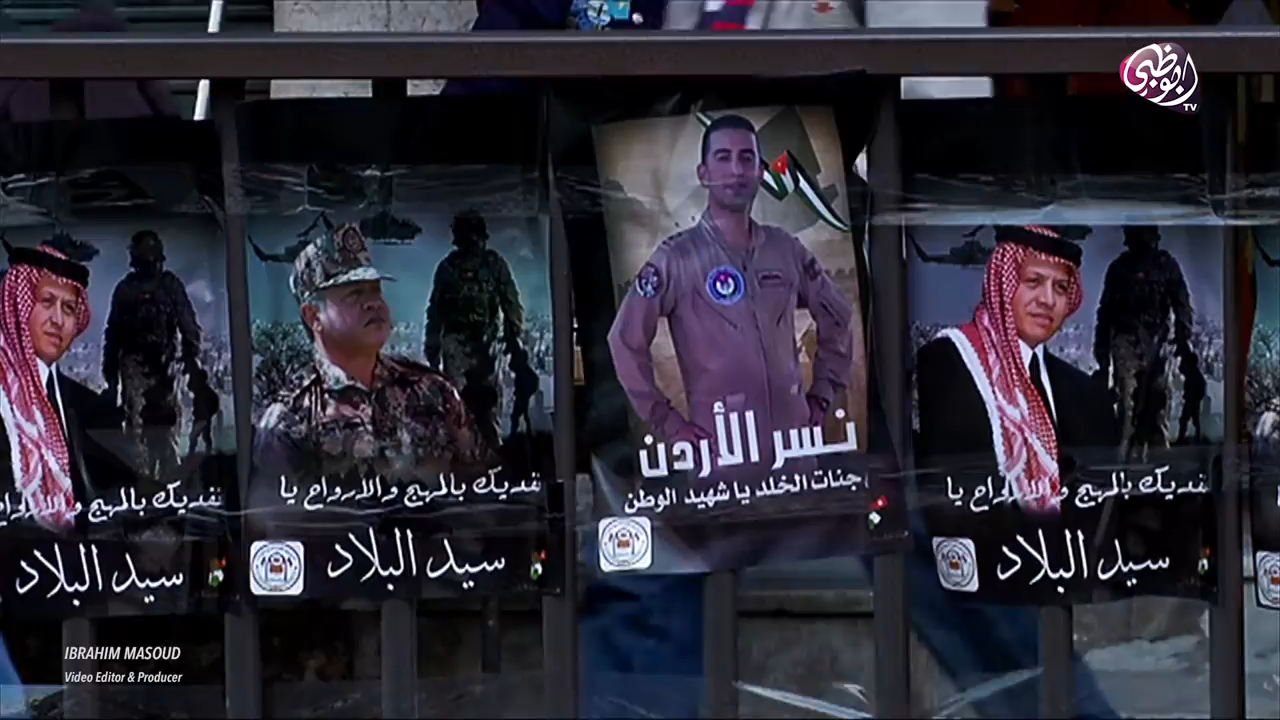 ابوظبي
TV
نسر الأردن
جنات الخلد يا شهيد الوطن
نفديك بالمهج والارواح يا
سيد البلاد
نفديك بالمهج والارواح يا
سيد البلاد
نفديك بالمهج والارواح يا
سيد البلاد
IBRAHIM MASOUD
Video Editor & Producer